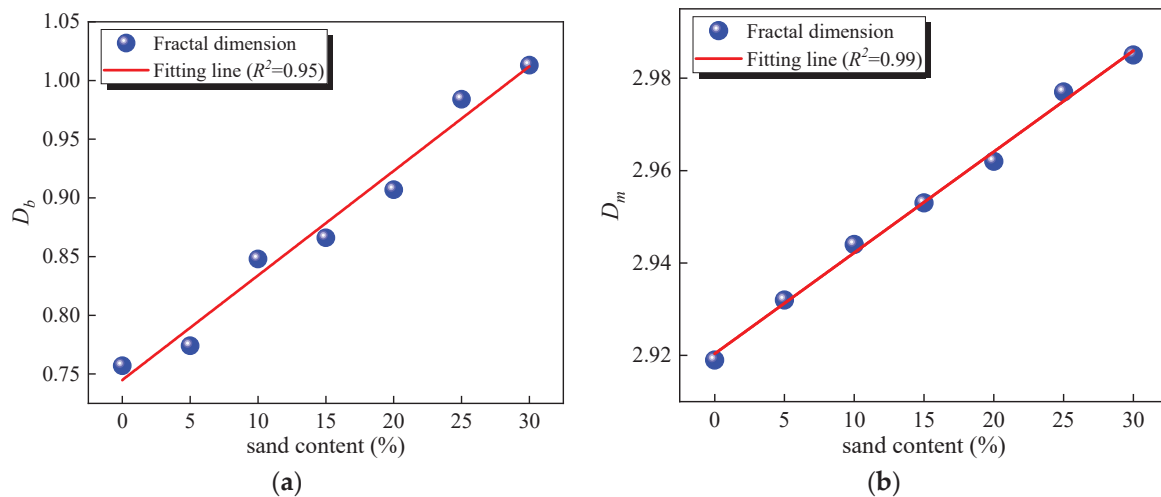 1.05
1.00
0.95
0.90
0.85
0.80
0.75
D_b
Fractal dimension
Fitting line (R²=0.95)
0 5 10 15 20 25 30
sand content (%)
(a)
2.98
2.96
2.94
2.92
D_m
Fractal dimension
Fitting line (R²=0.99)
0 5 10 15 20 25 30
sand content (%)
(b)